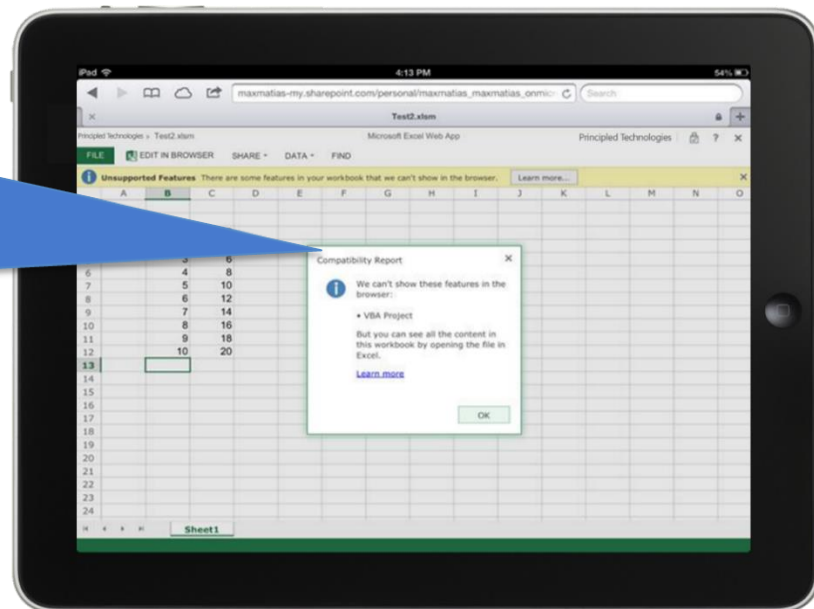 iPad
4:13 PM
54%
maxmatias-my.sharepoint.com/personal/maxmatias_maxmatias_onmicr
Search
Test2.xlsm
Principled Technologies › Test2.xlsm
Microsoft Excel Web App
Principled Technologies
?
FILE
EDIT IN BROWSER
SHARE
DATA
FIND
Unsupported Features There are some features in your workbook that we can't show in the browser.
Learn more...
A B C D E F G H I J K L M N O
3 6
6 4 8
7 5 10
8 6 12
9 7 14
10 8 16
11 9 18
12 10 20
13
14
15
16
17
18
19
20
21
22
23
24
Compatibility Report
We can't show these features in the
browser:
• VBA Project
But you can see all the content in
this workbook by opening the file in
Excel.
Learn more
OK
Sheet1